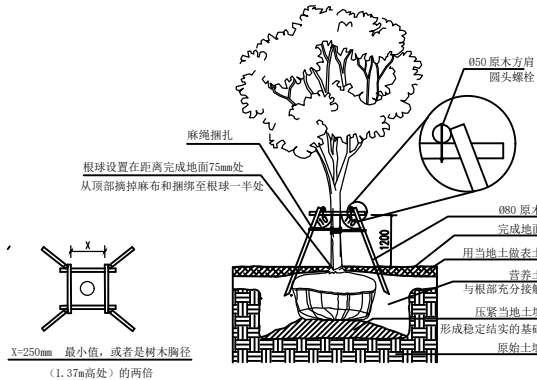 Ø50 原木方肩
圆头螺栓
麻绳捆扎
根球设置在距离完成地面75mm处
从顶部摘掉麻布和捆绑至根球一半处
1200
Ø80 原木
完成地面
用当地土做表土
营养土
与根部充分接触
压紧当地土壤
形成稳定结实的基础
原始土壤
X
X=250mm 最小值，或者是树木胸径
（1.37m高处）的两倍